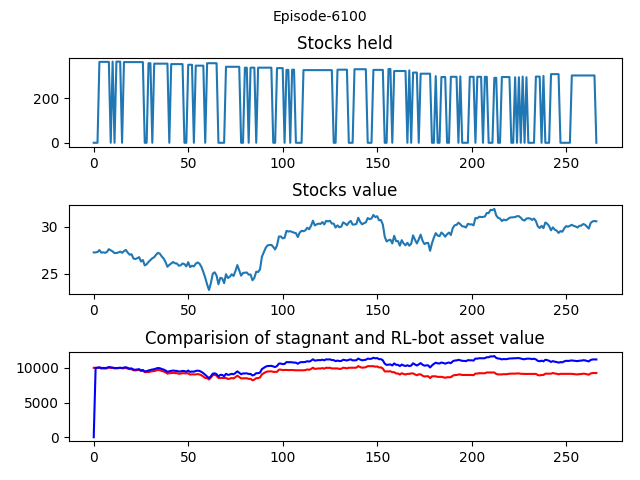 Episode-6100
Stocks held
200
0
0 50 100 150 200 250
Stocks value
30
25
0 50 100 150 200 250
Comparision of stagnant and RL-bot asset value
10000
5000
0
0 50 100 150 200 250